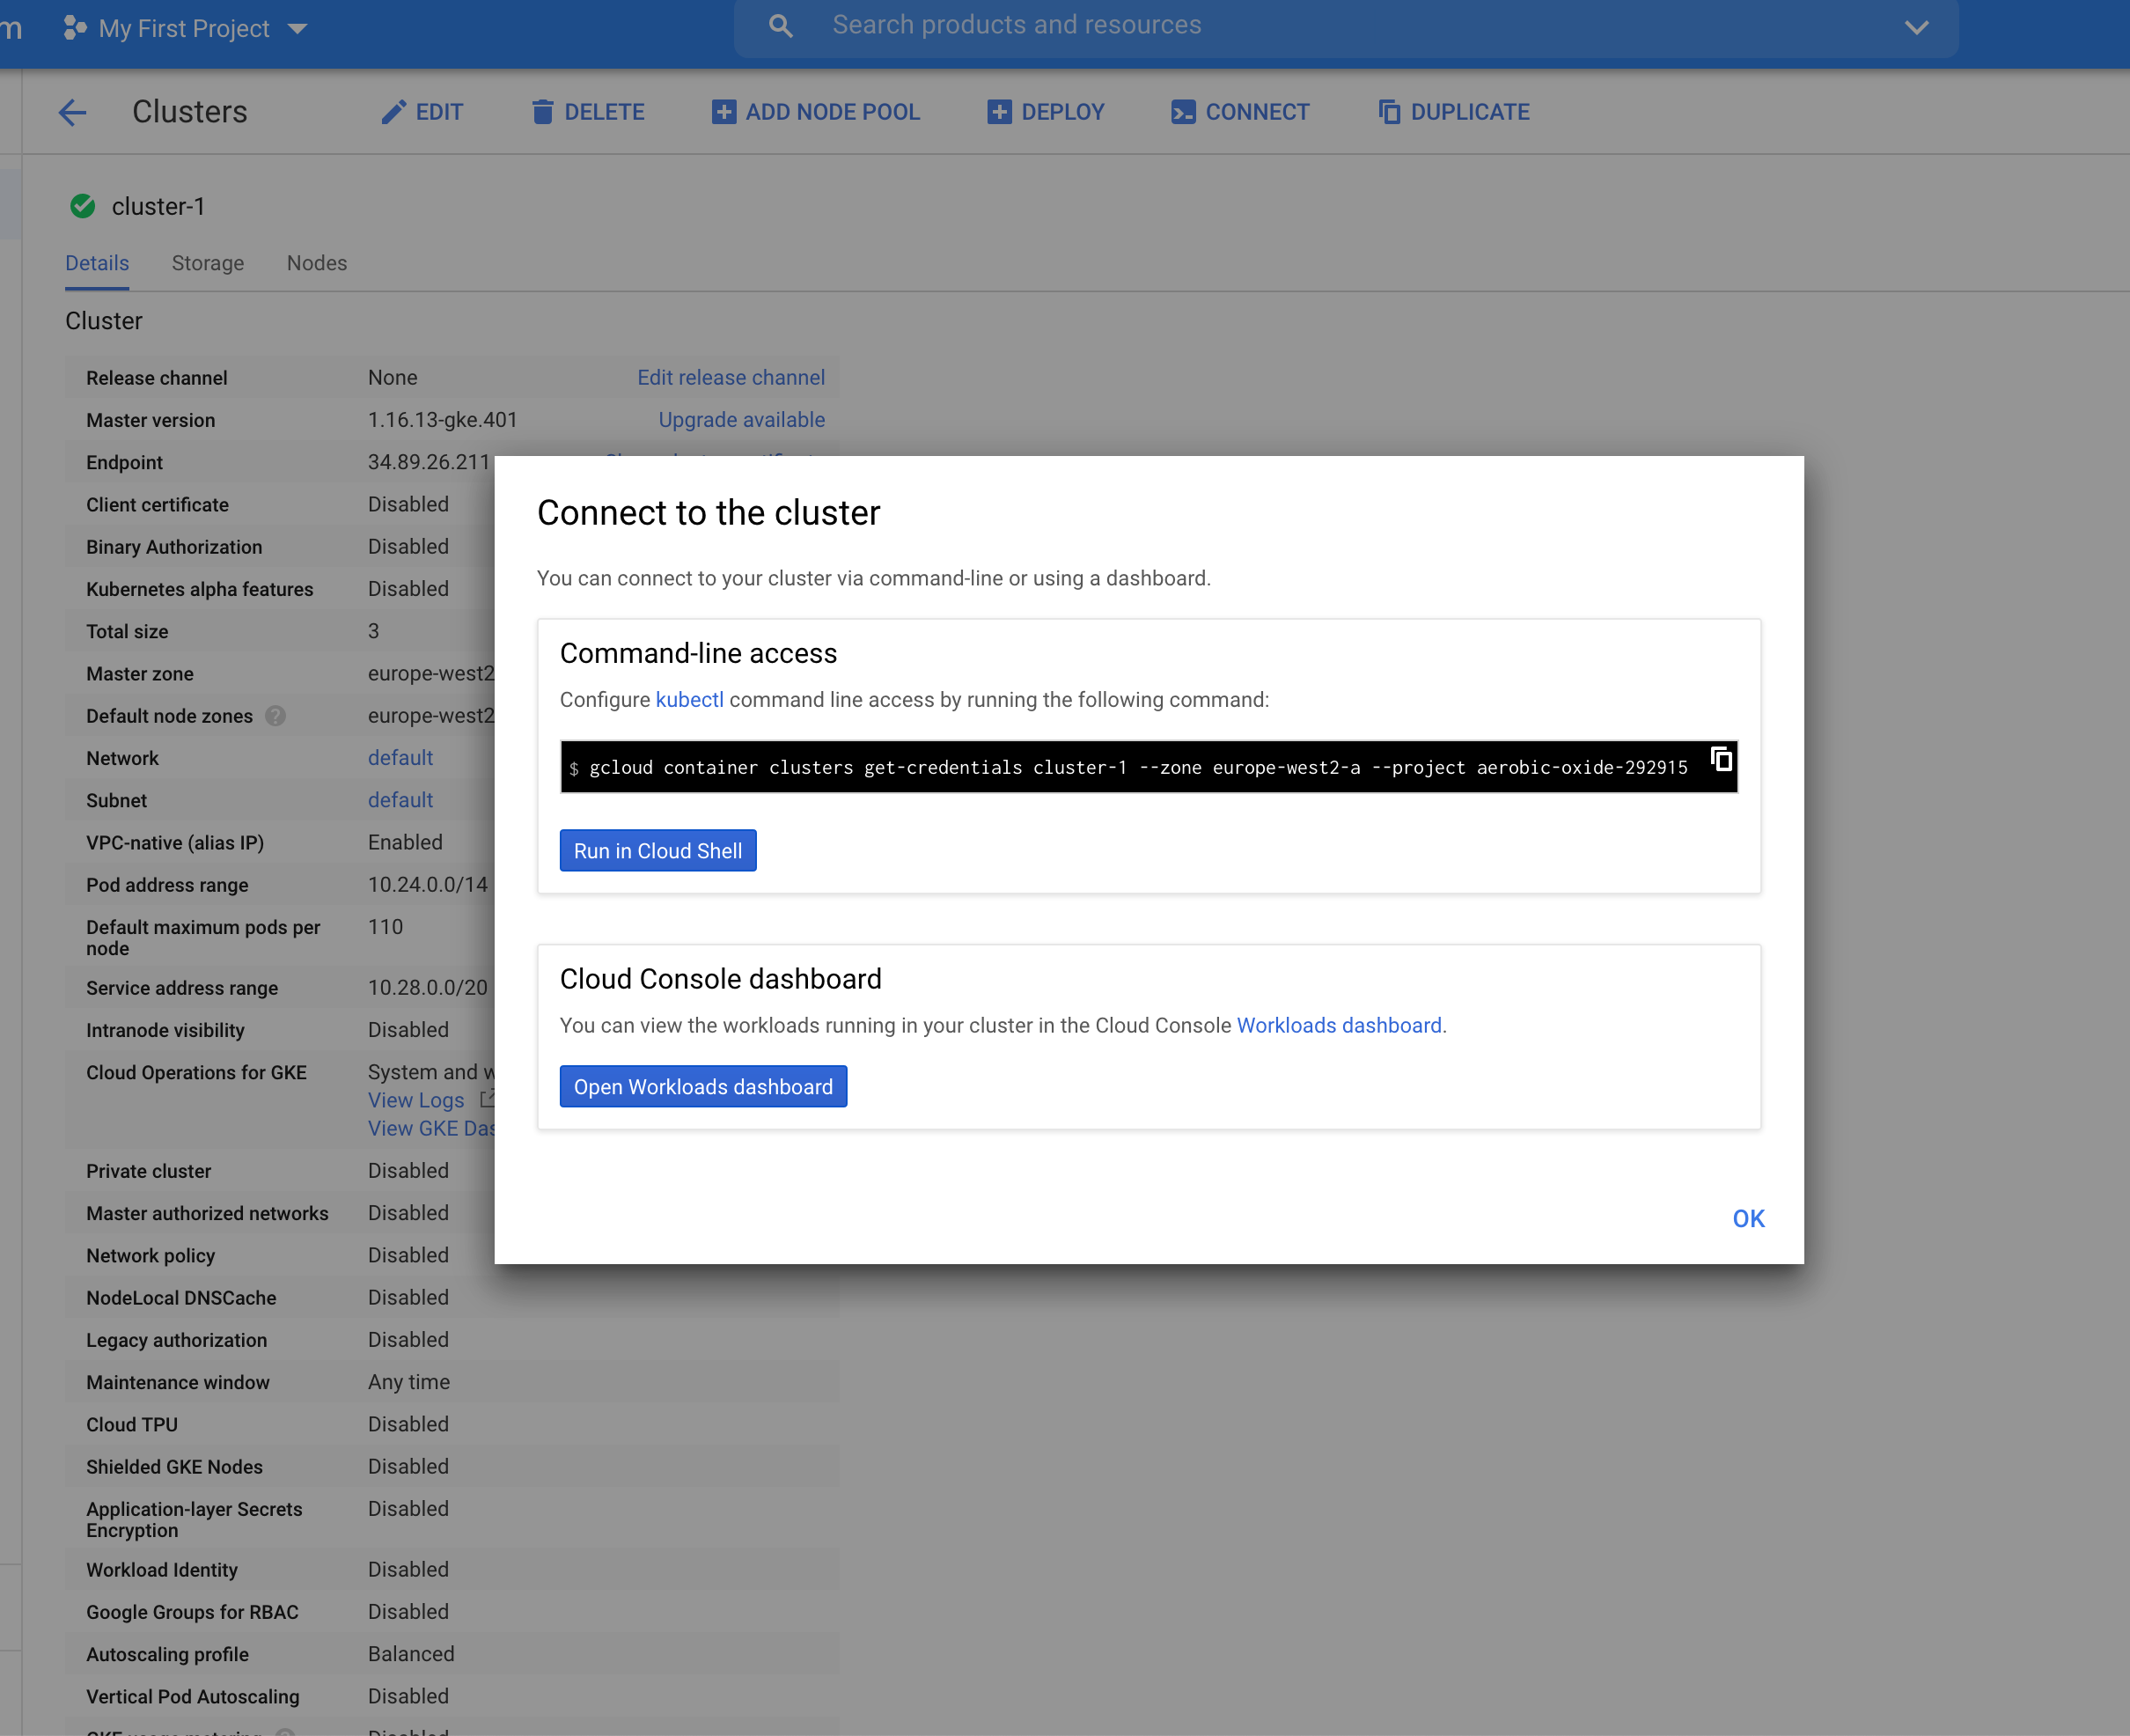 m My First Project Search products and resources
Clusters EDIT DELETE ADD NODE POOL DEPLOY CONNECT DUPLICATE
cluster-1
Details Storage Nodes
Cluster
Release channel None Edit release channel
Master version 1.16.13-gke.401 Upgrade available
Endpoint 34.89.26.211
Client certificate Disabled
Binary Authorization Disabled
Kubernetes alpha features Disabled
Total size 3
Master zone europe-west2
Default node zones europe-west2
Network default
Subnet default
VPC-native (alias IP) Enabled
Pod address range 10.24.0.0/14
Default maximum pods per 110
node
Service address range 10.28.0.0/20
Intranode visibility Disabled
Cloud Operations for GKE System and w
View Logs
View GKE Das
Private cluster Disabled
Master authorized networks Disabled
Network policy Disabled
NodeLocal DNSCache Disabled
Legacy authorization Disabled
Maintenance window Any time
Cloud TPU Disabled
Shielded GKE Nodes Disabled
Application-layer Secrets Disabled
Encryption
Workload Identity Disabled
Google Groups for RBAC Disabled
Autoscaling profile Balanced
Vertical Pod Autoscaling Disabled
Connect to the cluster
You can connect to your cluster via command-line or using a dashboard.
Command-line access
Configure kubectl command line access by running the following command:
$ gcloud container clusters get-credentials cluster-1 --zone europe-west2-a --project aerobic-oxide-292915
Run in Cloud Shell
Cloud Console dashboard
You can view the workloads running in your cluster in the Cloud Console Workloads dashboard.
Open Workloads dashboard
OK